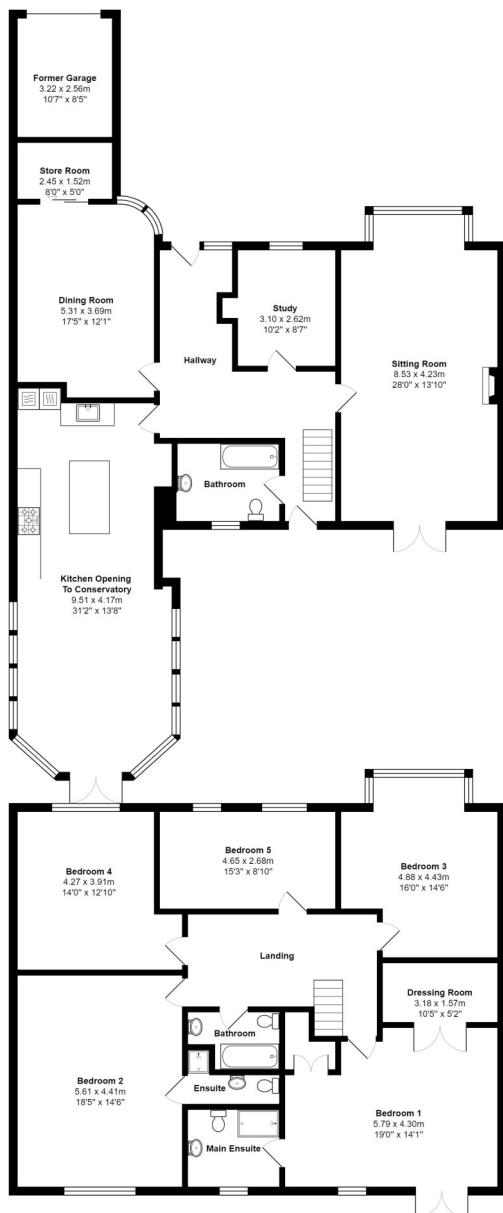 Former Garage
3.22 x 2.56m
10'7" x 8'5"
Store Room
2.45 x 1.52m
8'0" x 5'0"
Dining Room
5.31 x 3.69m
17'5" x 12'1"
Hallway
Study
3.10 x 2.62m
10'2" x 8'7"
Sitting Room
8.53 x 4.23m
28'0" x 13'10"
Bathroom
Kitchen Opening
To Conservatory
9.51 x 4.17m
31'2" x 13'8"
Bedroom 4
4.27 x 3.91m
14'0" x 12'10"
Bedroom 5
4.65 x 2.68m
15'3" x 8'10"
Bedroom 3
4.88 x 4.43m
16'0" x 14'6"
Landing
Dressing Room
3.18 x 1.57m
10'5" x 5'2"
Bathroom
Bedroom 2
5.61 x 4.41m
18'5" x 14'6"
Ensuite
Main Ensuite
Bedroom 1
5.79 x 4.30m
19'0" x 14'1"